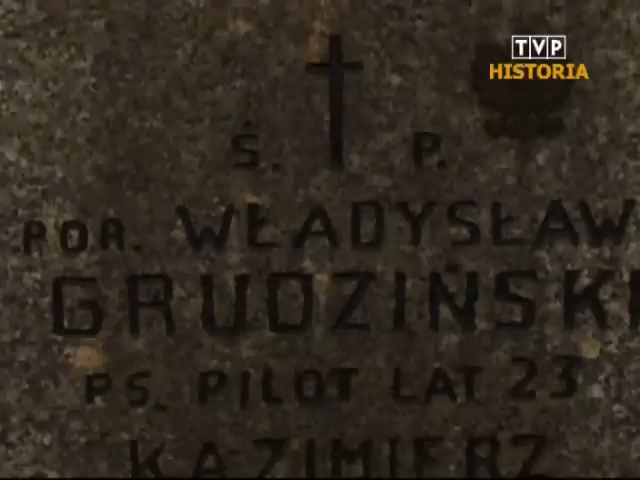 TVP
HISTORIA
Ś. P.
POR. WŁADYSŁAW
GRUDZIŃSKI
PS. PILOT LAT 23
KAZIMIERZ